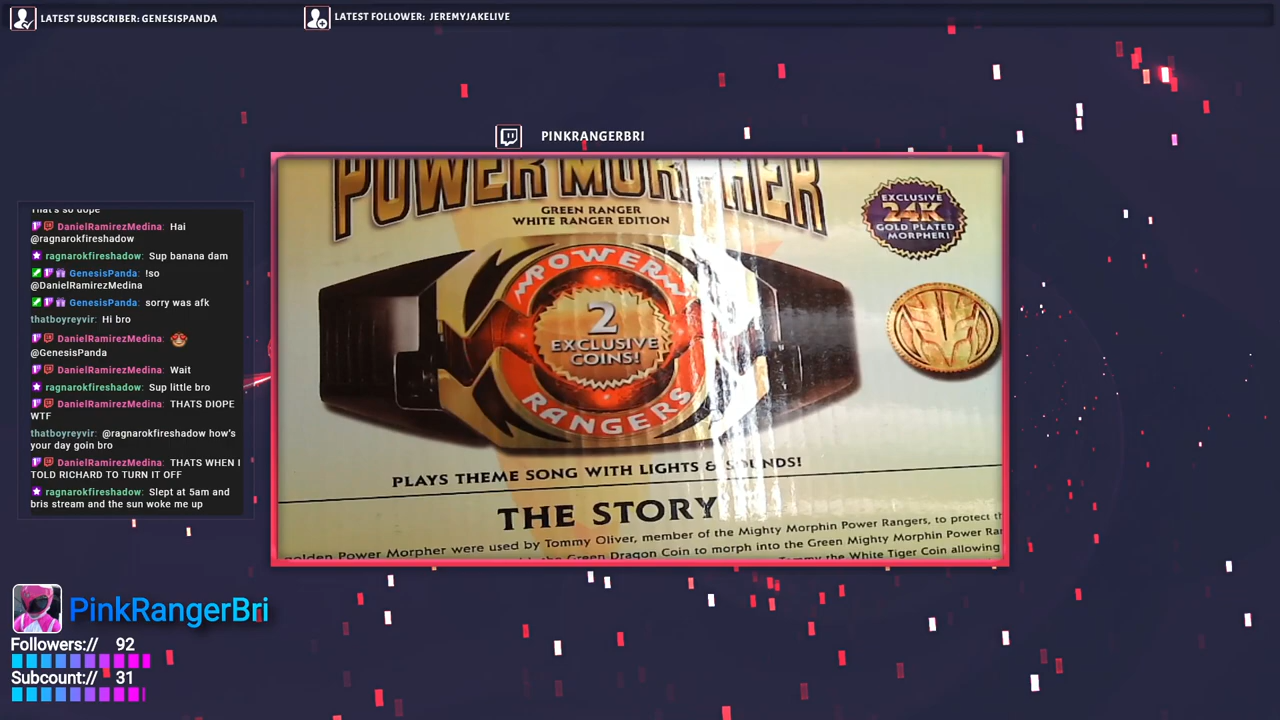 LATEST SUBSCRIBER: GENESISPANDA
LATEST FOLLOWER: JEREMYJAKELIVE
PINKRANGERBRI
That's so dope
DanielRamirezMedina: Hai
@ragnarokfireshadow
ragnarokfireshadow: Sup banana dam
GenesisPanda: !so
@DanielRamirezMedina
GenesisPanda: sorry was afk
thatboyreyvir: Hi bro
DanielRamirezMedina:
@GenesisPanda
DanielRamirezMedina: Wait
ragnarokfireshadow: Sup little bro
DanielRamirezMedina: THATS DIOPE
WTF
thatboyreyvir: @ragnarokfireshadow how's
your day goin bro
DanielRamirezMedina: THATS WHEN I
TOLD RICHARD TO TURN IT OFF
ragnarokfireshadow: Slept at 5am and
bris stream and the sun woke me up
POWER MORPHER
GREEN RANGER
WHITE RANGER EDITION
EXCLUSIVE
24K
GOLD PLATED
MORPHER!
POWER
2
EXCLUSIVE
COINS!
RANGERS
PLAYS THEME SONG WITH LIGHTS & SOUNDS!
THE STORY
golden Power Morpher were used by Tommy Oliver, member of the Mighty Morphin Power Rangers, to protect
the Green Dragon Coin to morph into the Green Mighty Morphin Power
Tommy the White Tiger Coin allowing
PinkRangerBri
Followers:// 92
Subcount:// 31